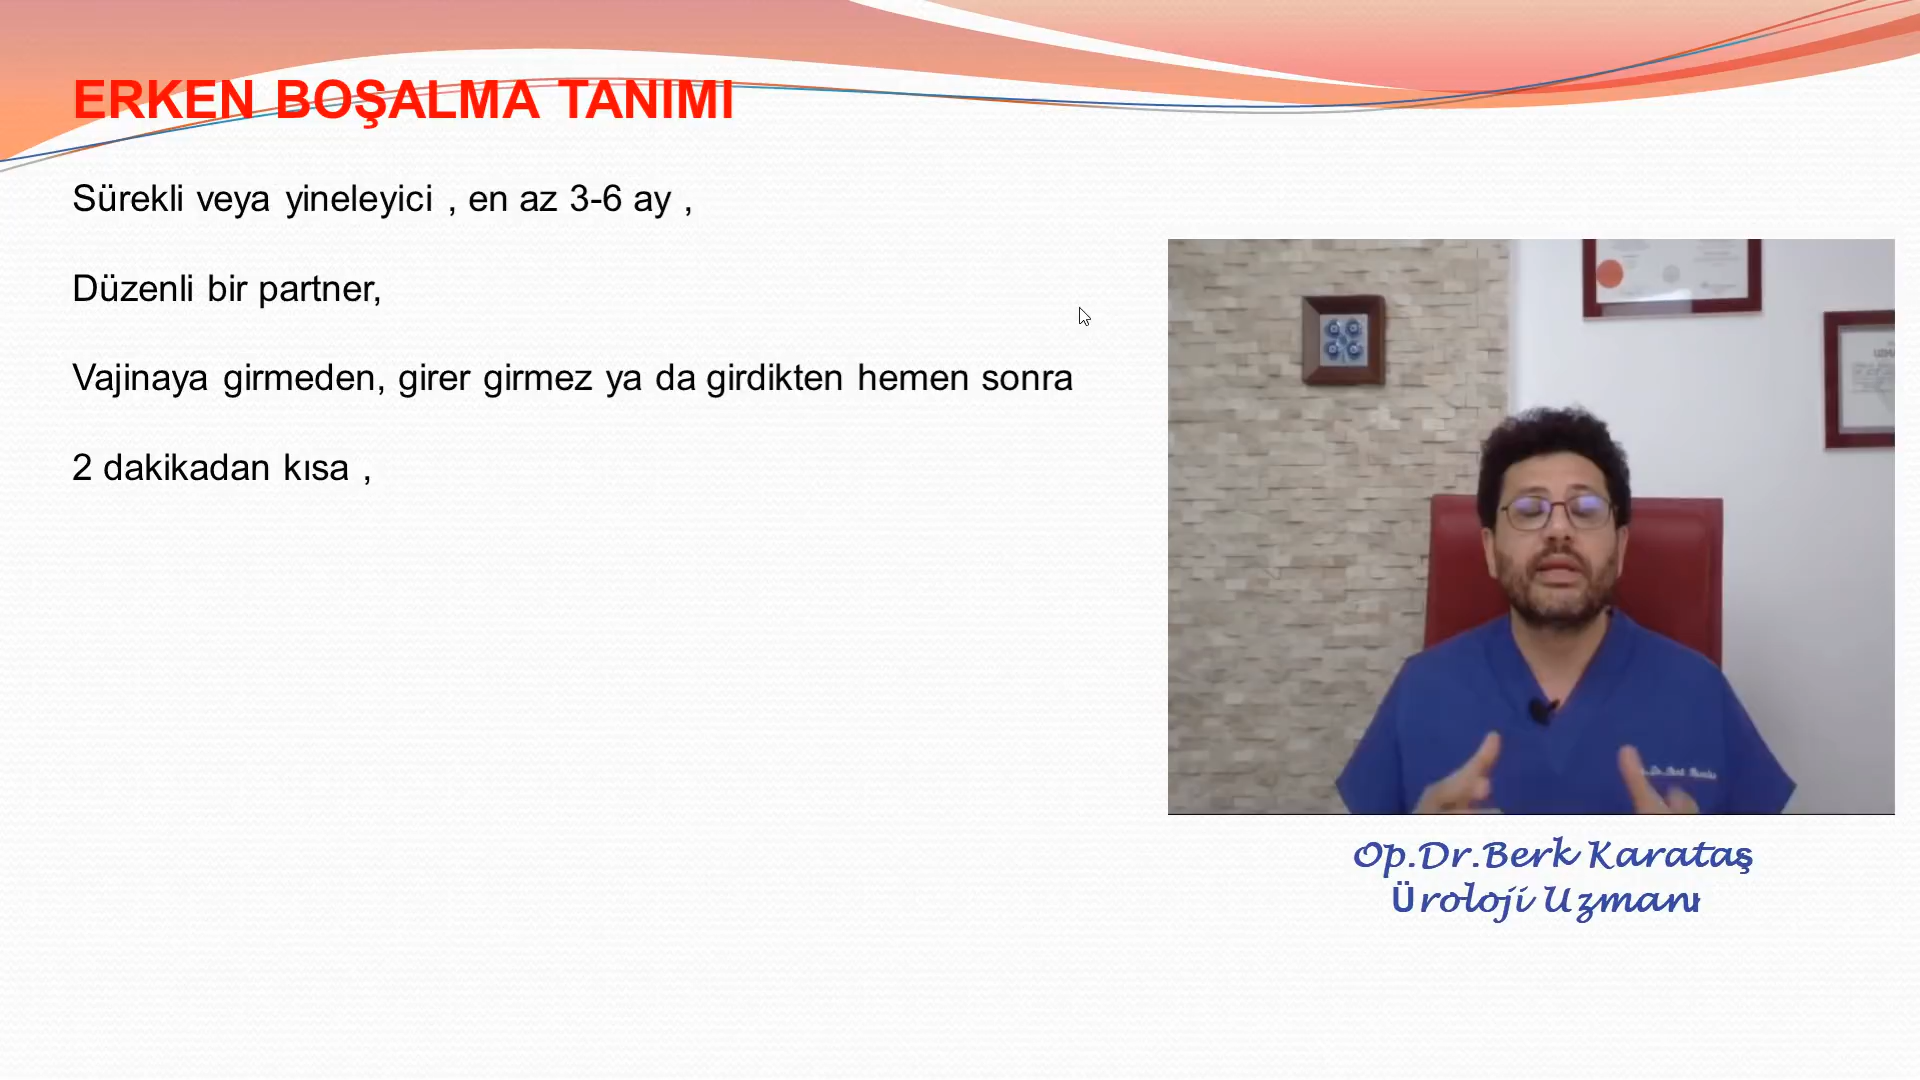 ERKEN BOŞALMA TANIMI
Sürekli veya yineleyici , en az 3-6 ay ,
Düzenli bir partner,
Vajinaya girmeden, girer girmez ya da girdikten hemen sonra
2 dakikadan kısa ,
Op.Dr.Berk Karataş
Üroloji Uzmanı